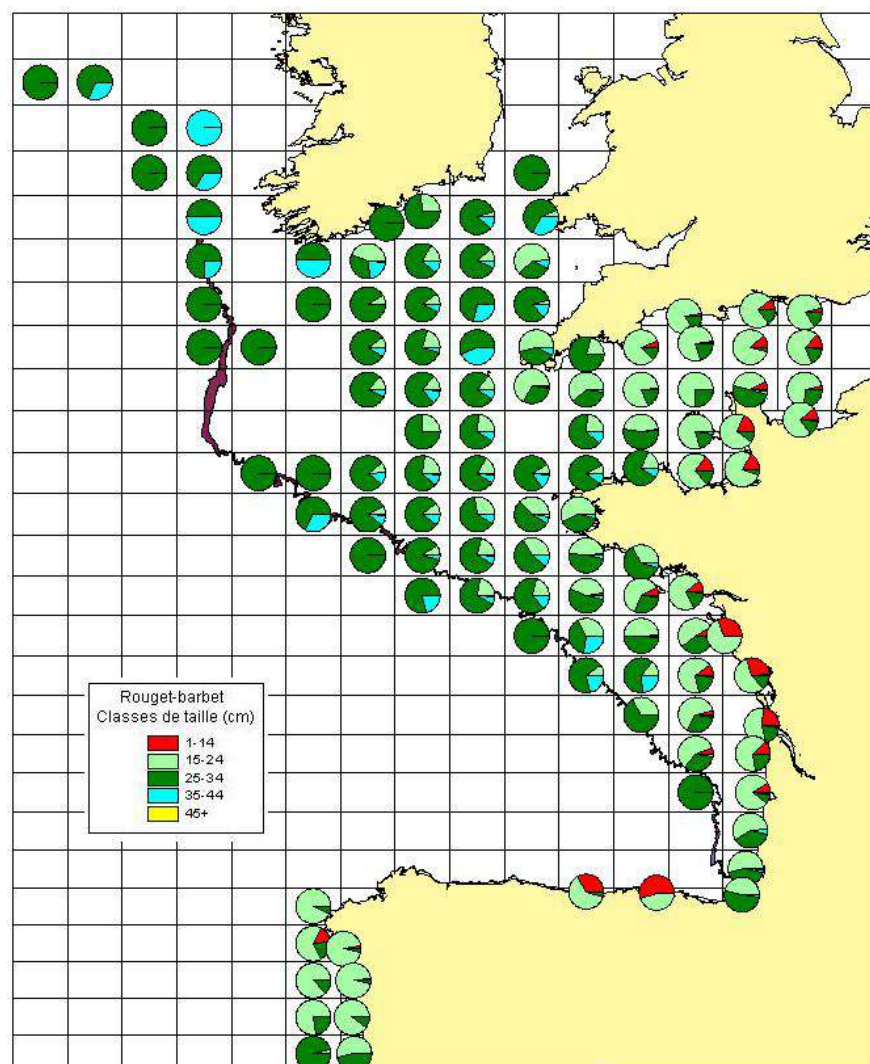 Rouget-barbet
Classes de taille (cm)
1-14
15-24
25-34
35-44
45+